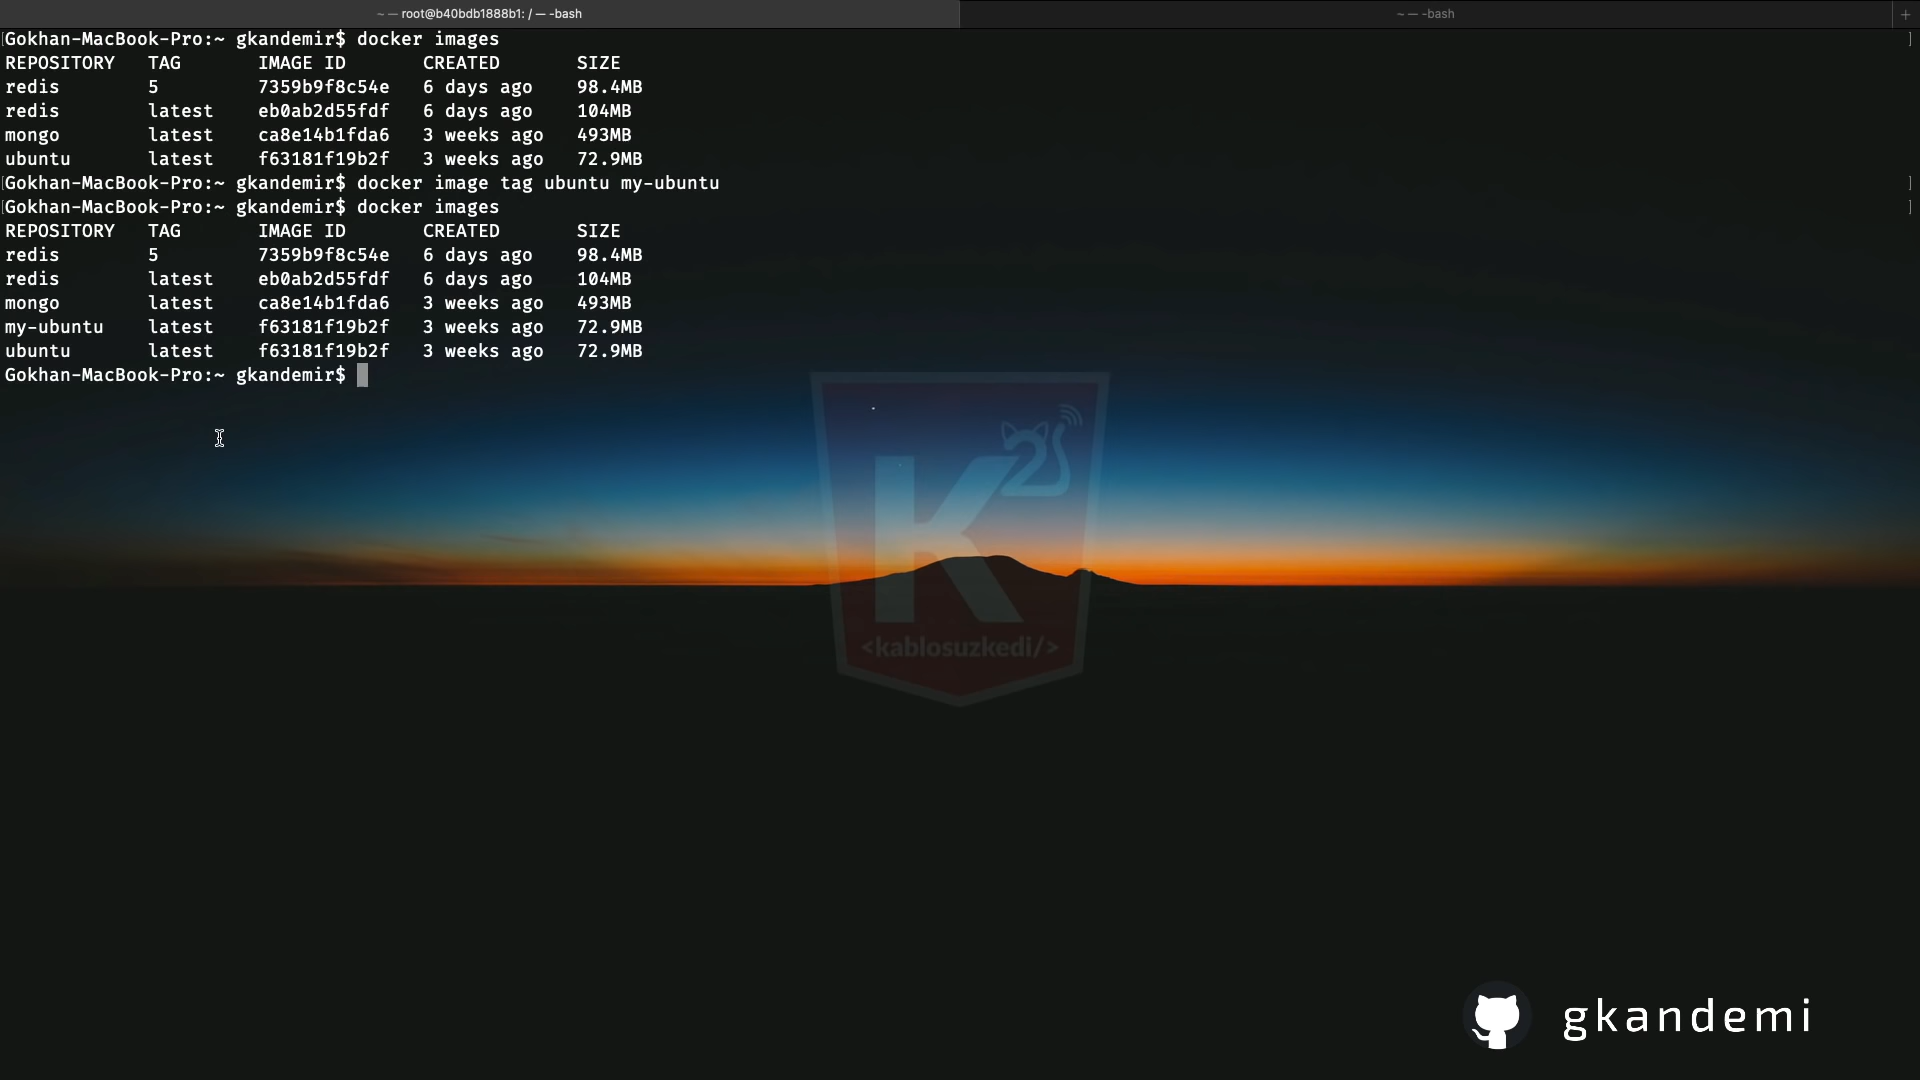 ~ — root@b40bdb1888b1: / — -bash
~ — -bash
+
Gokhan-MacBook-Pro:~ gkandemir$ docker images
REPOSITORY TAG IMAGE ID CREATED SIZE
redis 5 7359b9f8c54e 6 days ago 98.4MB
redis latest eb0ab2d55fdf 6 days ago 104MB
mongo latest ca8e14b1fda6 3 weeks ago 493MB
ubuntu latest f63181f19b2f 3 weeks ago 72.9MB
Gokhan-MacBook-Pro:~ gkandemir$ docker image tag ubuntu my-ubuntu
Gokhan-MacBook-Pro:~ gkandemir$ docker images
REPOSITORY TAG IMAGE ID CREATED SIZE
redis 5 7359b9f8c54e 6 days ago 98.4MB
redis latest eb0ab2d55fdf 6 days ago 104MB
mongo latest ca8e14b1fda6 3 weeks ago 493MB
my-ubuntu latest f63181f19b2f 3 weeks ago 72.9MB
ubuntu latest f63181f19b2f 3 weeks ago 72.9MB
Gokhan-MacBook-Pro:~ gkandemir$
K2
<kablosuzkedi/>
gkandemi